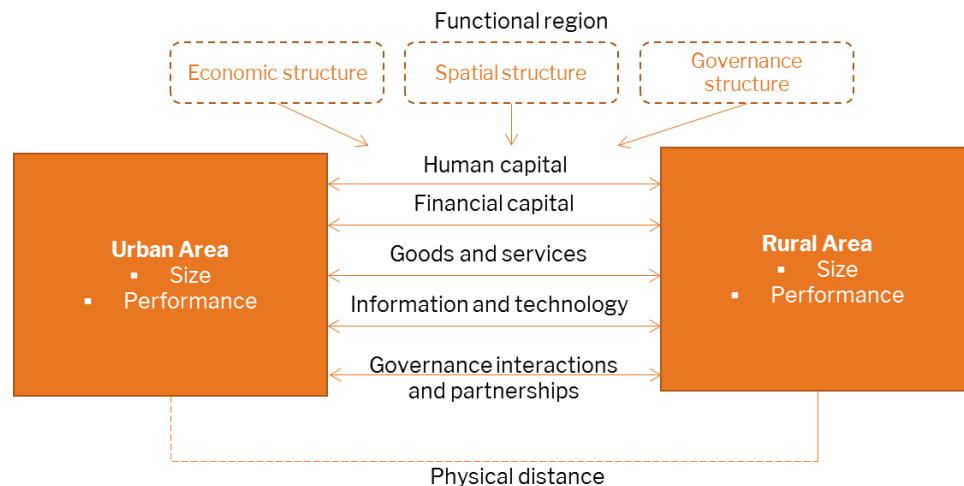 Functional region
Economic structure
Spatial structure
Governance
structure
Human capital
Financial capital
Goods and services
Information and technology
Governance interactions
and partnerships
Urban Area
▪ Size
▪ Performance
Rural Area
▪ Size
▪ Performance
Physical distance